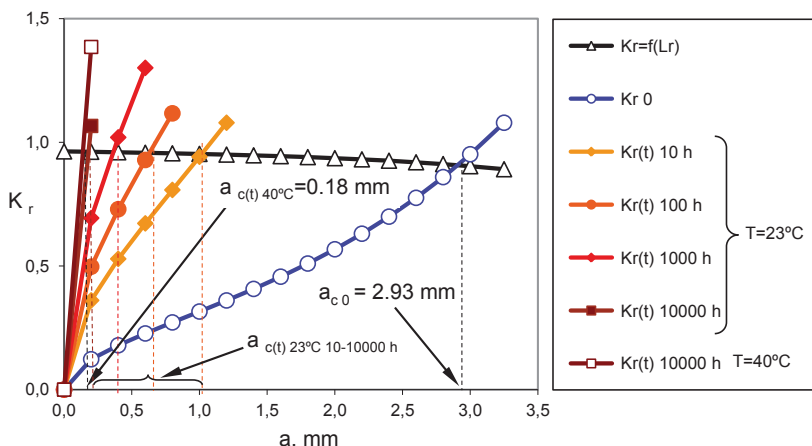 1,5
1,0
0,5
0,0
K r
0,0 0,5 1,0 1,5 2,0 2,5 3,0 3,5
a, mm
a c(t) 40ºC=0.18 mm
a c 0 = 2.93 mm
a c(t) 23ºC 10-10000 h
Kr=f(Lr)
Kr 0
Kr(t) 10 h
Kr(t) 100 h
Kr(t) 1000 h
Kr(t) 10000 h
T=23ºC
Kr(t) 10000 h T=40ºC